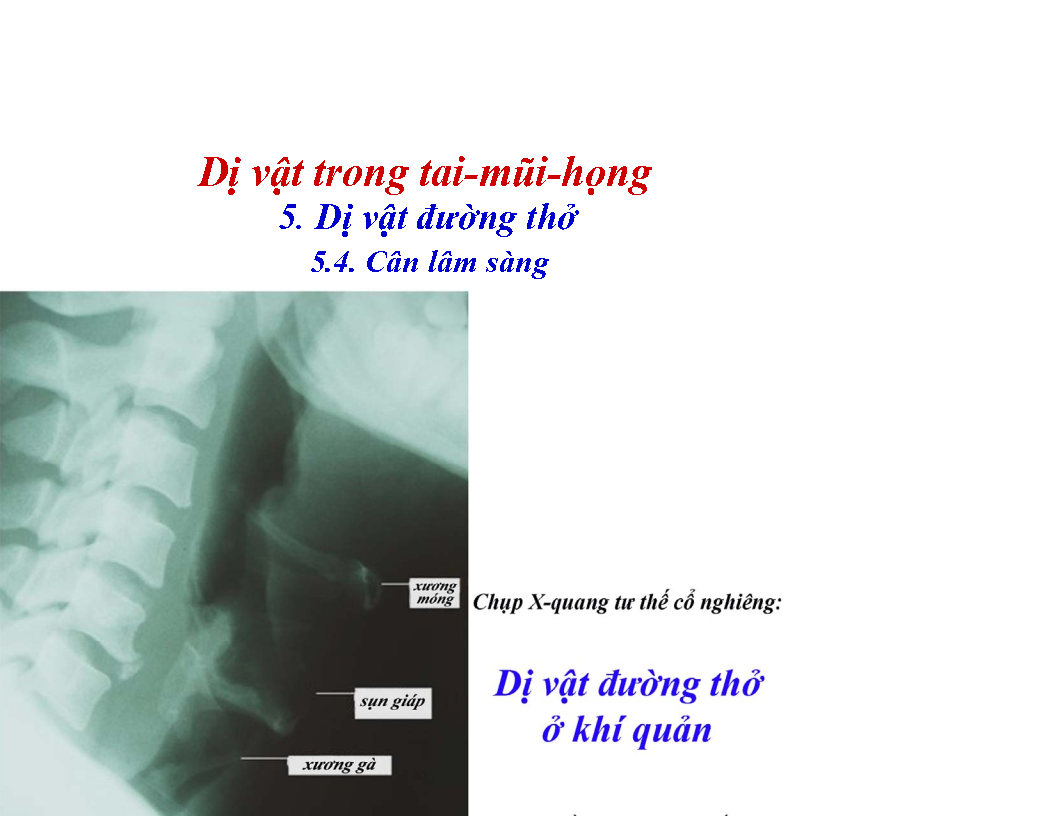 Dị vật trong tai-mũi-họng
5. Dị vật đường thở
5.4. Cân lâm sàng
xương
móng
Chụp X-quang tư thế cổ nghiêng:
Dị vật đường thở
sụn giáp
ở khí quản
xương gà